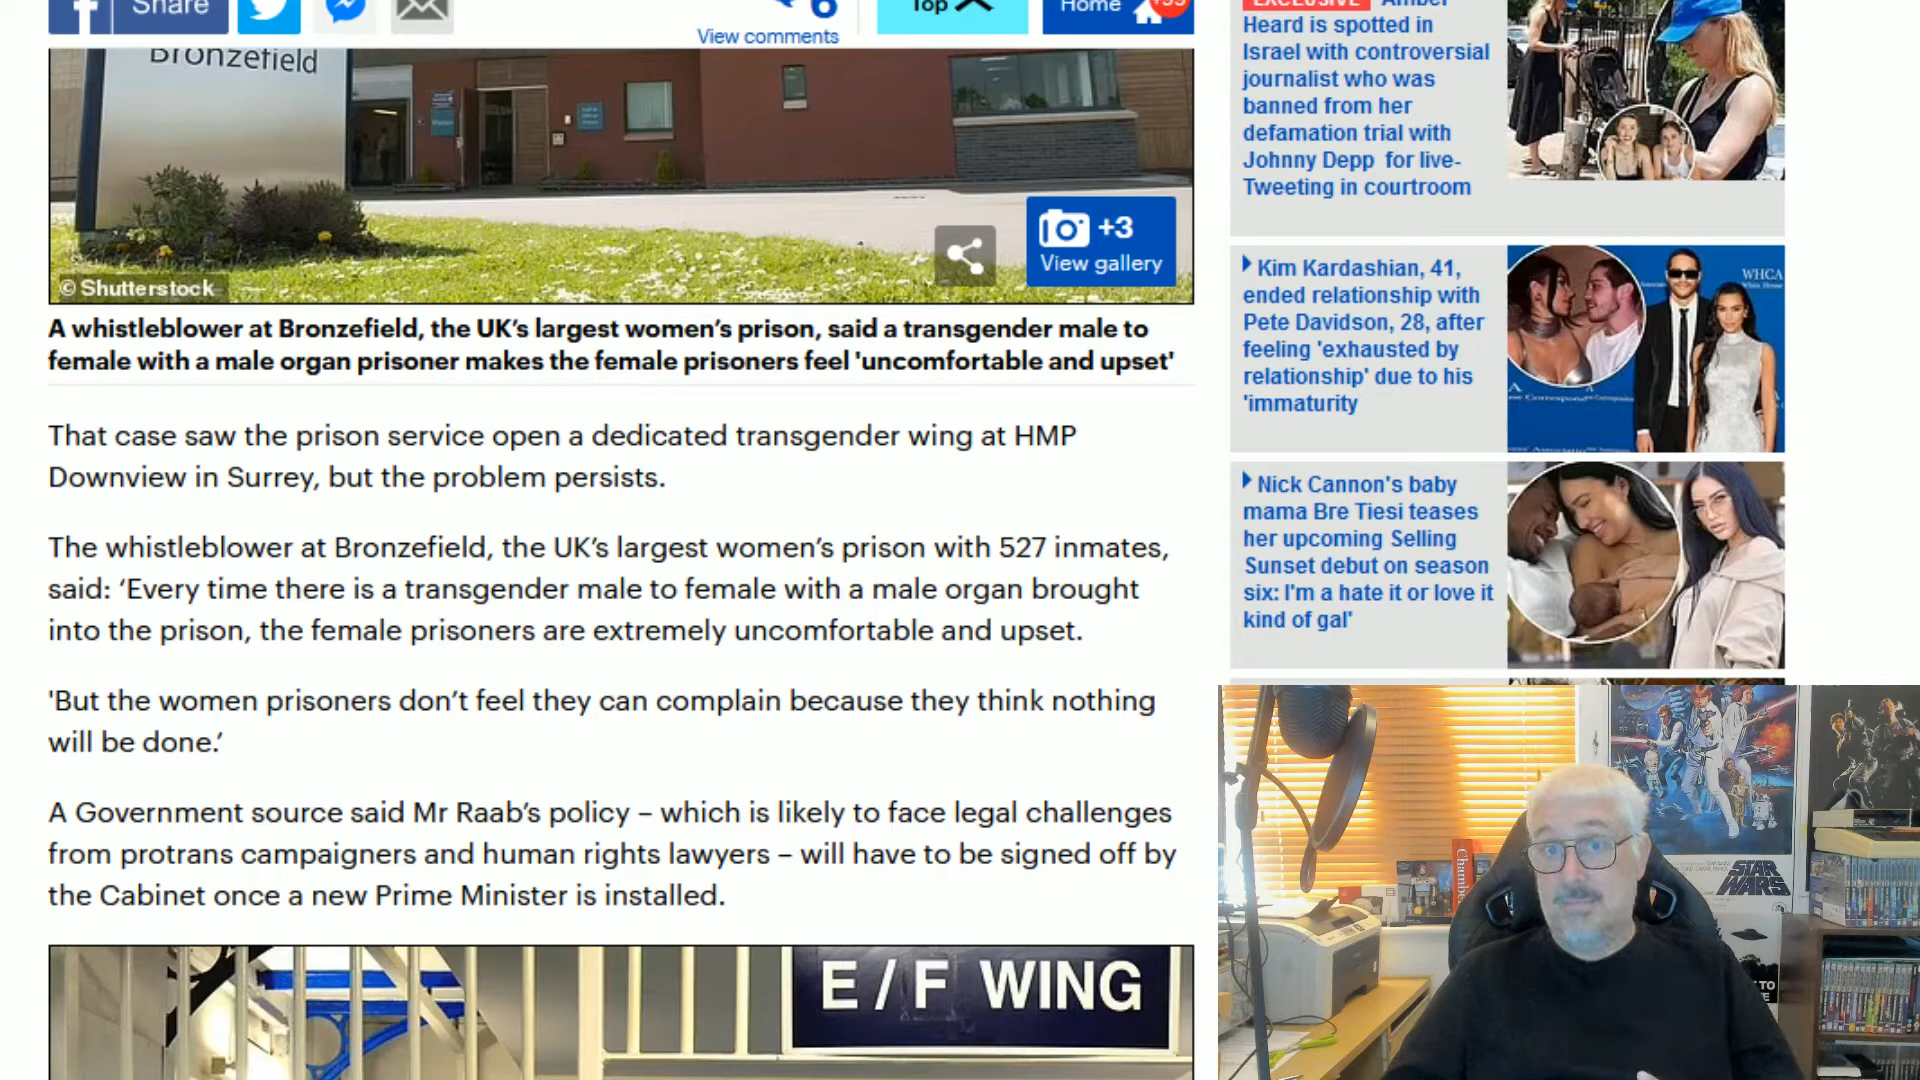 Share
6
View comments
Top
Home
+99
Bronzefield
+3
View gallery
© Shutterstock
A whistleblower at Bronzefield, the UK's largest women's prison, said a transgender male to
female with a male organ prisoner makes the female prisoners feel 'uncomfortable and upset'
That case saw the prison service open a dedicated transgender wing at HMP
Downview in Surrey, but the problem persists.
The whistleblower at Bronzefield, the UK's largest women's prison with 527 inmates,
said: ‘Every time there is a transgender male to female with a male organ brought
into the prison, the female prisoners are extremely uncomfortable and upset.
'But the women prisoners don’t feel they can complain because they think nothing
will be done.’
A Government source said Mr Raab’s policy – which is likely to face legal challenges
from protrans campaigners and human rights lawyers – will have to be signed off by
the Cabinet once a new Prime Minister is installed.
E / F WING
EXCLUSIVE Amber
Heard is spotted in
Israel with controversial
journalist who was
banned from her
defamation trial with
Johnny Depp for live-
Tweeting in courtroom
Kim Kardashian, 41,
ended relationship with
Pete Davidson, 28, after
feeling 'exhausted by
relationship' due to his
'immaturity
WHCA
Nick Cannon's baby
mama Bre Tiesi teases
her upcoming Selling
Sunset debut on season
six: I'm a hate it or love it
kind of gal'
STAR
WARS
TO